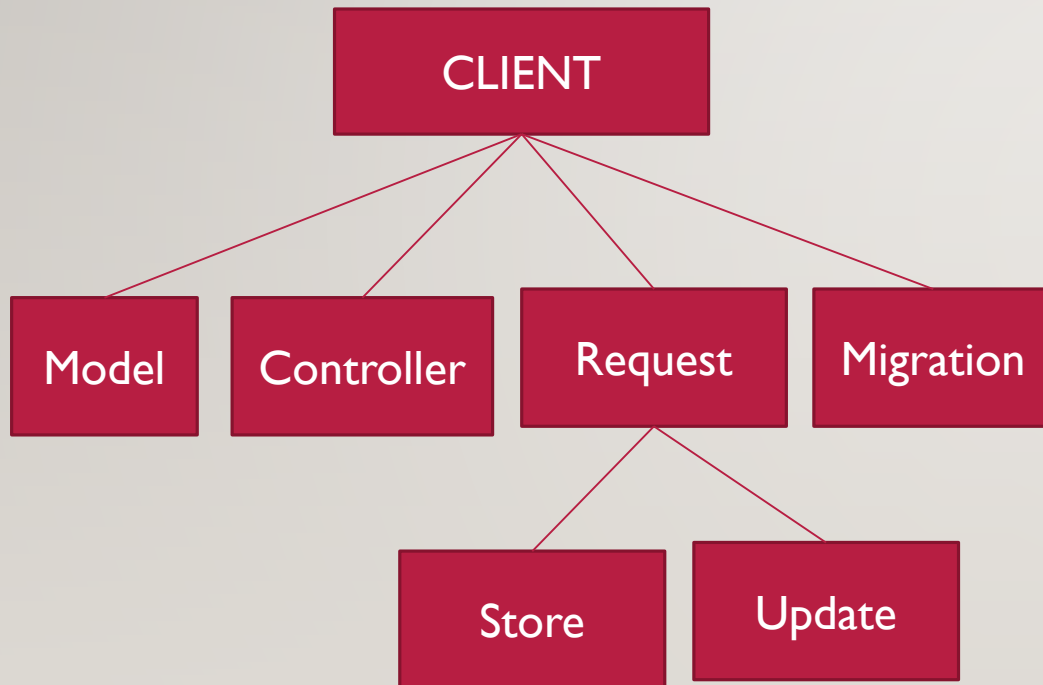 CLIENT
Model
Controller
Request
Migration
Store
Update